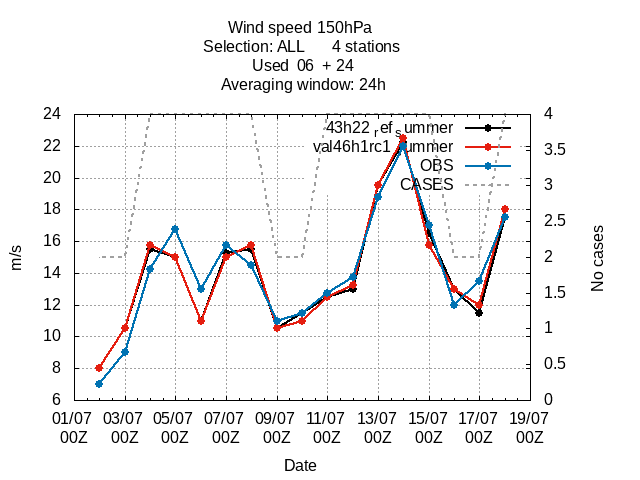 Wind speed 150hPa
Selection: ALL 4 stations
Used 06 + 24
Averaging window: 24h
43h22_ref_summer
val46h1rc1_summer
OBS
CASES
m/s
24
22
20
18
16
14
12
10
8
6
No cases
4
3.5
3
2.5
2
1.5
1
0.5
0
01/07 03/07 05/07 07/07 09/07 11/07 13/07 15/07 17/07 19/07
00Z 00Z 00Z 00Z 00Z 00Z 00Z 00Z 00Z 00Z
Date